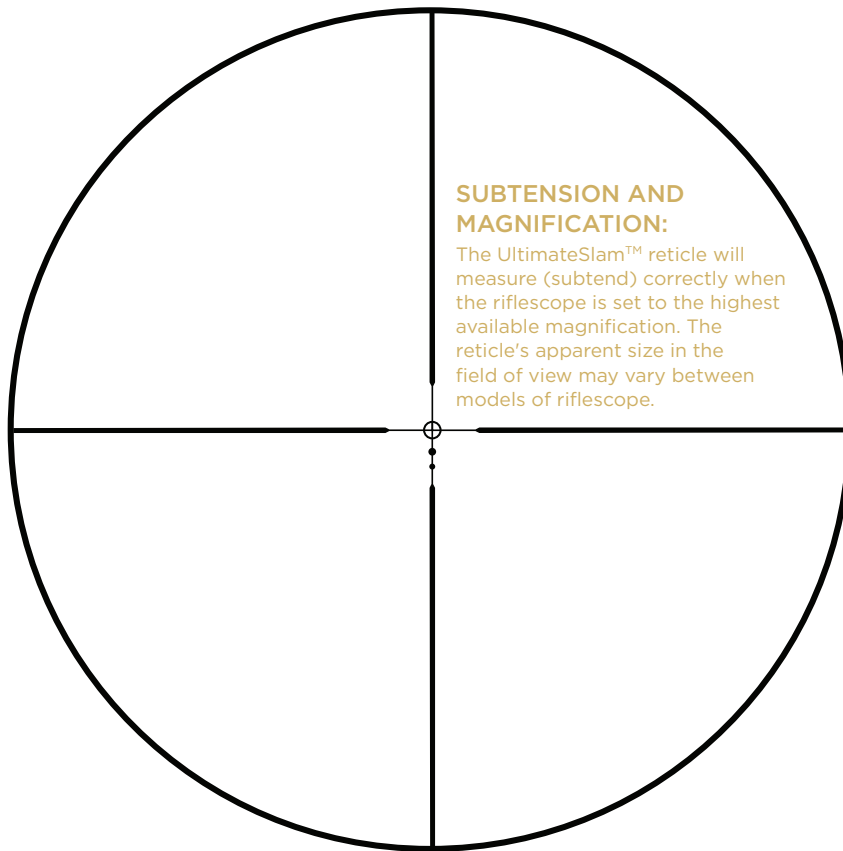 SUBTENSION AND
MAGNIFICATION:
The UltimateSlam™ reticle will
measure (subtend) correctly when
the riflescope is set to the highest
available magnification. The
reticle's apparent size in the
field of view may vary between
models of riflescope.